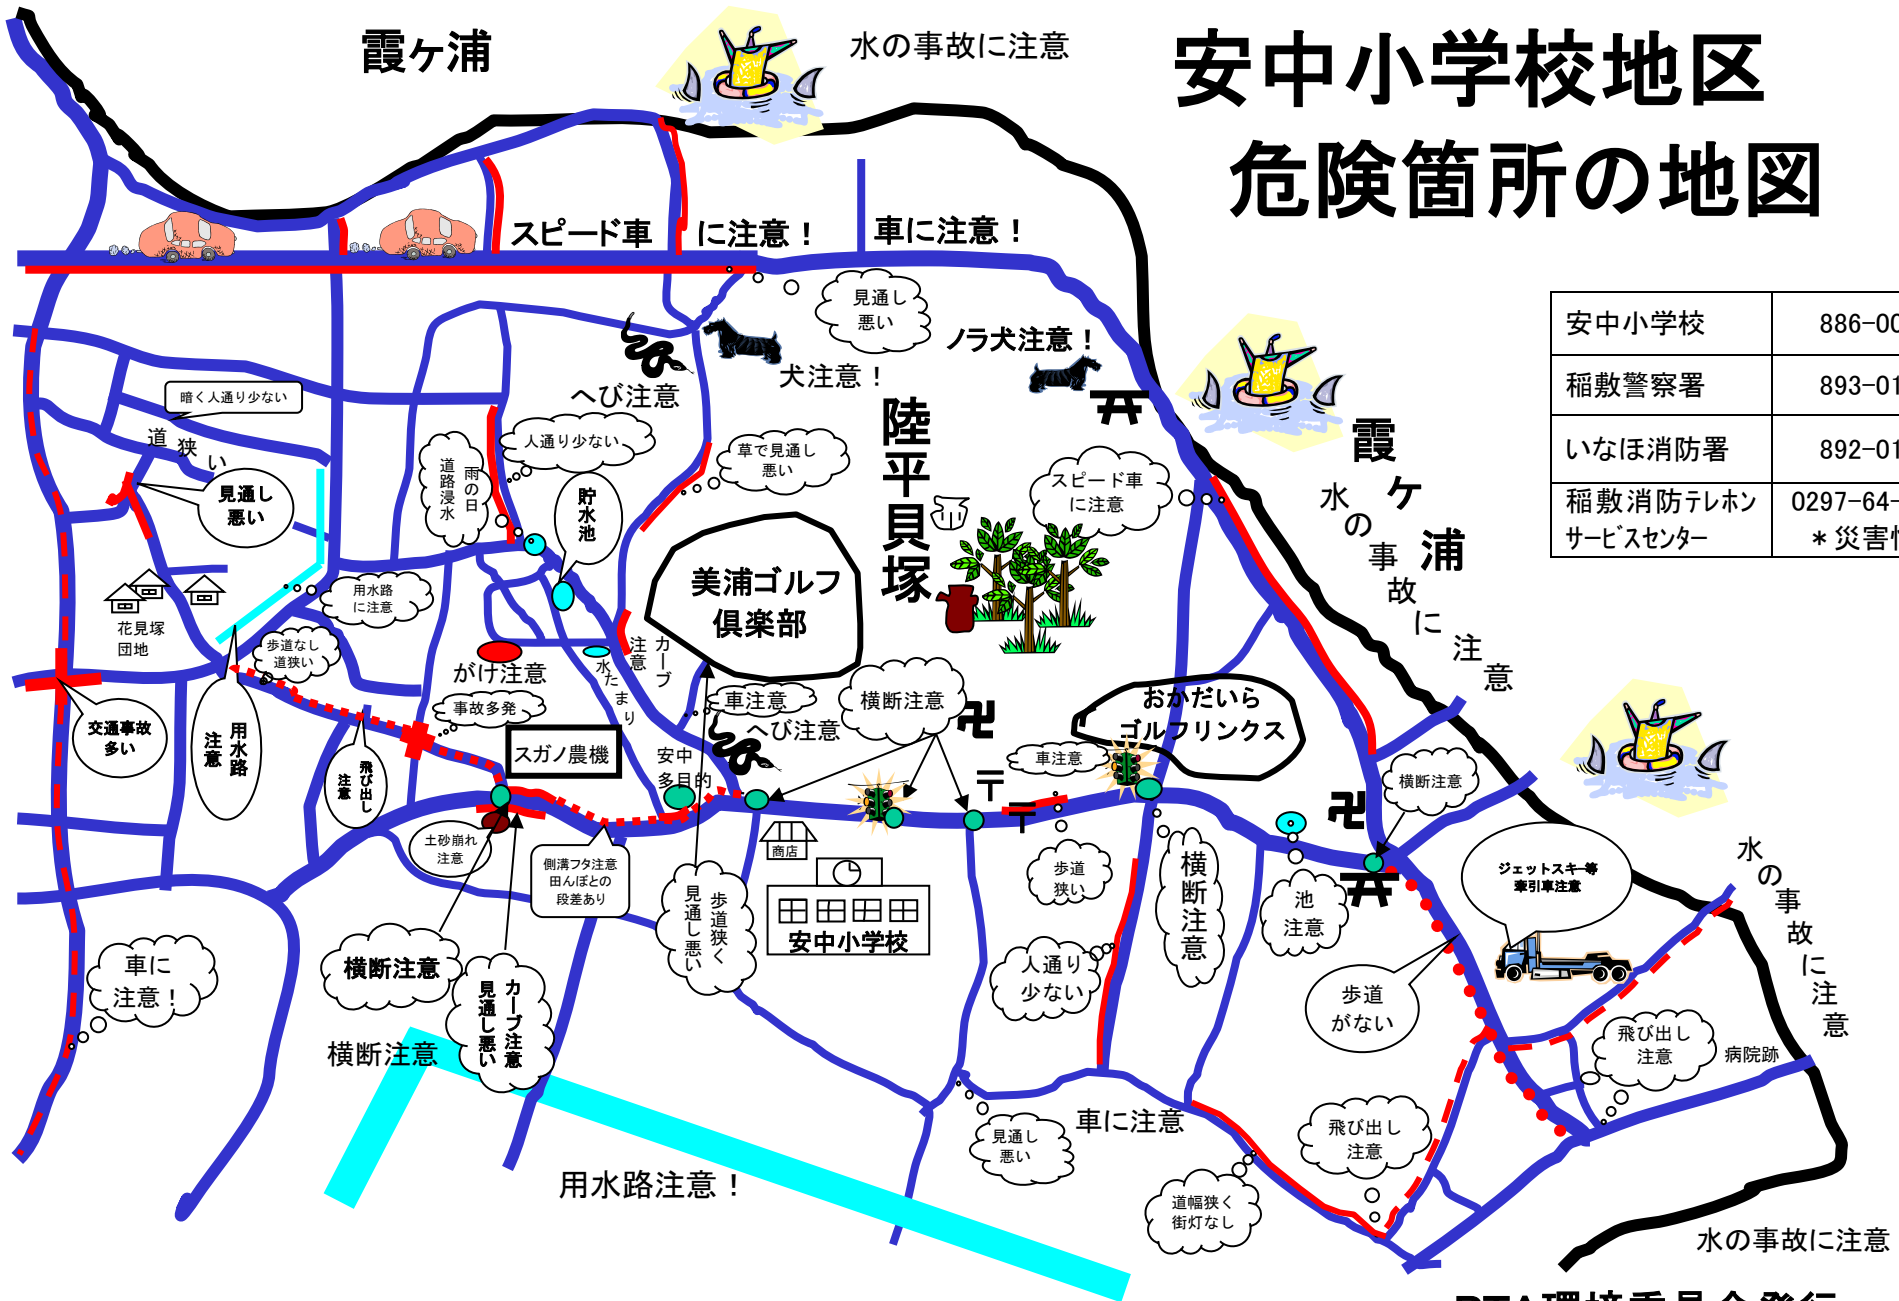 霞ヶ浦
水の事故に注意
安中小学校地区
危険箇所の地図
スピード車
に注意！
車に注意！
安中小学校 886-00
稲敷警察署 893-01
いなほ消防署 892-01
稲敷消防テレホン
サービスセンター
0297-64-
＊災害
見通し
悪い
ノラ犬注意！
犬注意！
へび注意
暗く人通り少ない
道狭い
見通し
悪い
雨の日
道路浸水
人通り少ない
貯水池
草で見通し
悪い
陸平貝塚
スピード車
に注意
霞ヶ浦
水の事故に注意
美浦ゴルフ
倶楽部
花見塚
団地
用水路
に注意
歩道なし
道狭い
がけ注意
水たまり
カーブ
注意
事故多発
車注意
へび注意
横断注意
おかだいら
ゴルフリンクス
交通事故
多い
用水路
注意
飛び出し
注意
スガノ農機
安中
多目的
車注意
横断注意
土砂崩れ
注意
側溝フタ注意
田んぼとの
段差あり
商店
安中小学校
歩道狭く
見通し悪い
歩道
狭い
横断注意
池
注意
ジェットスキー等
牽引車注意
水の事故に注意
車に
注意！
横断注意
カーブ注意
見通し悪い
横断注意
人通り
少ない
歩道
がない
飛び出し
注意
病院跡
用水路注意！
見通し
悪い
車に注意
飛び出し
注意
道幅狭く
街灯なし
水の事故に注意
PTA環境委員会発行